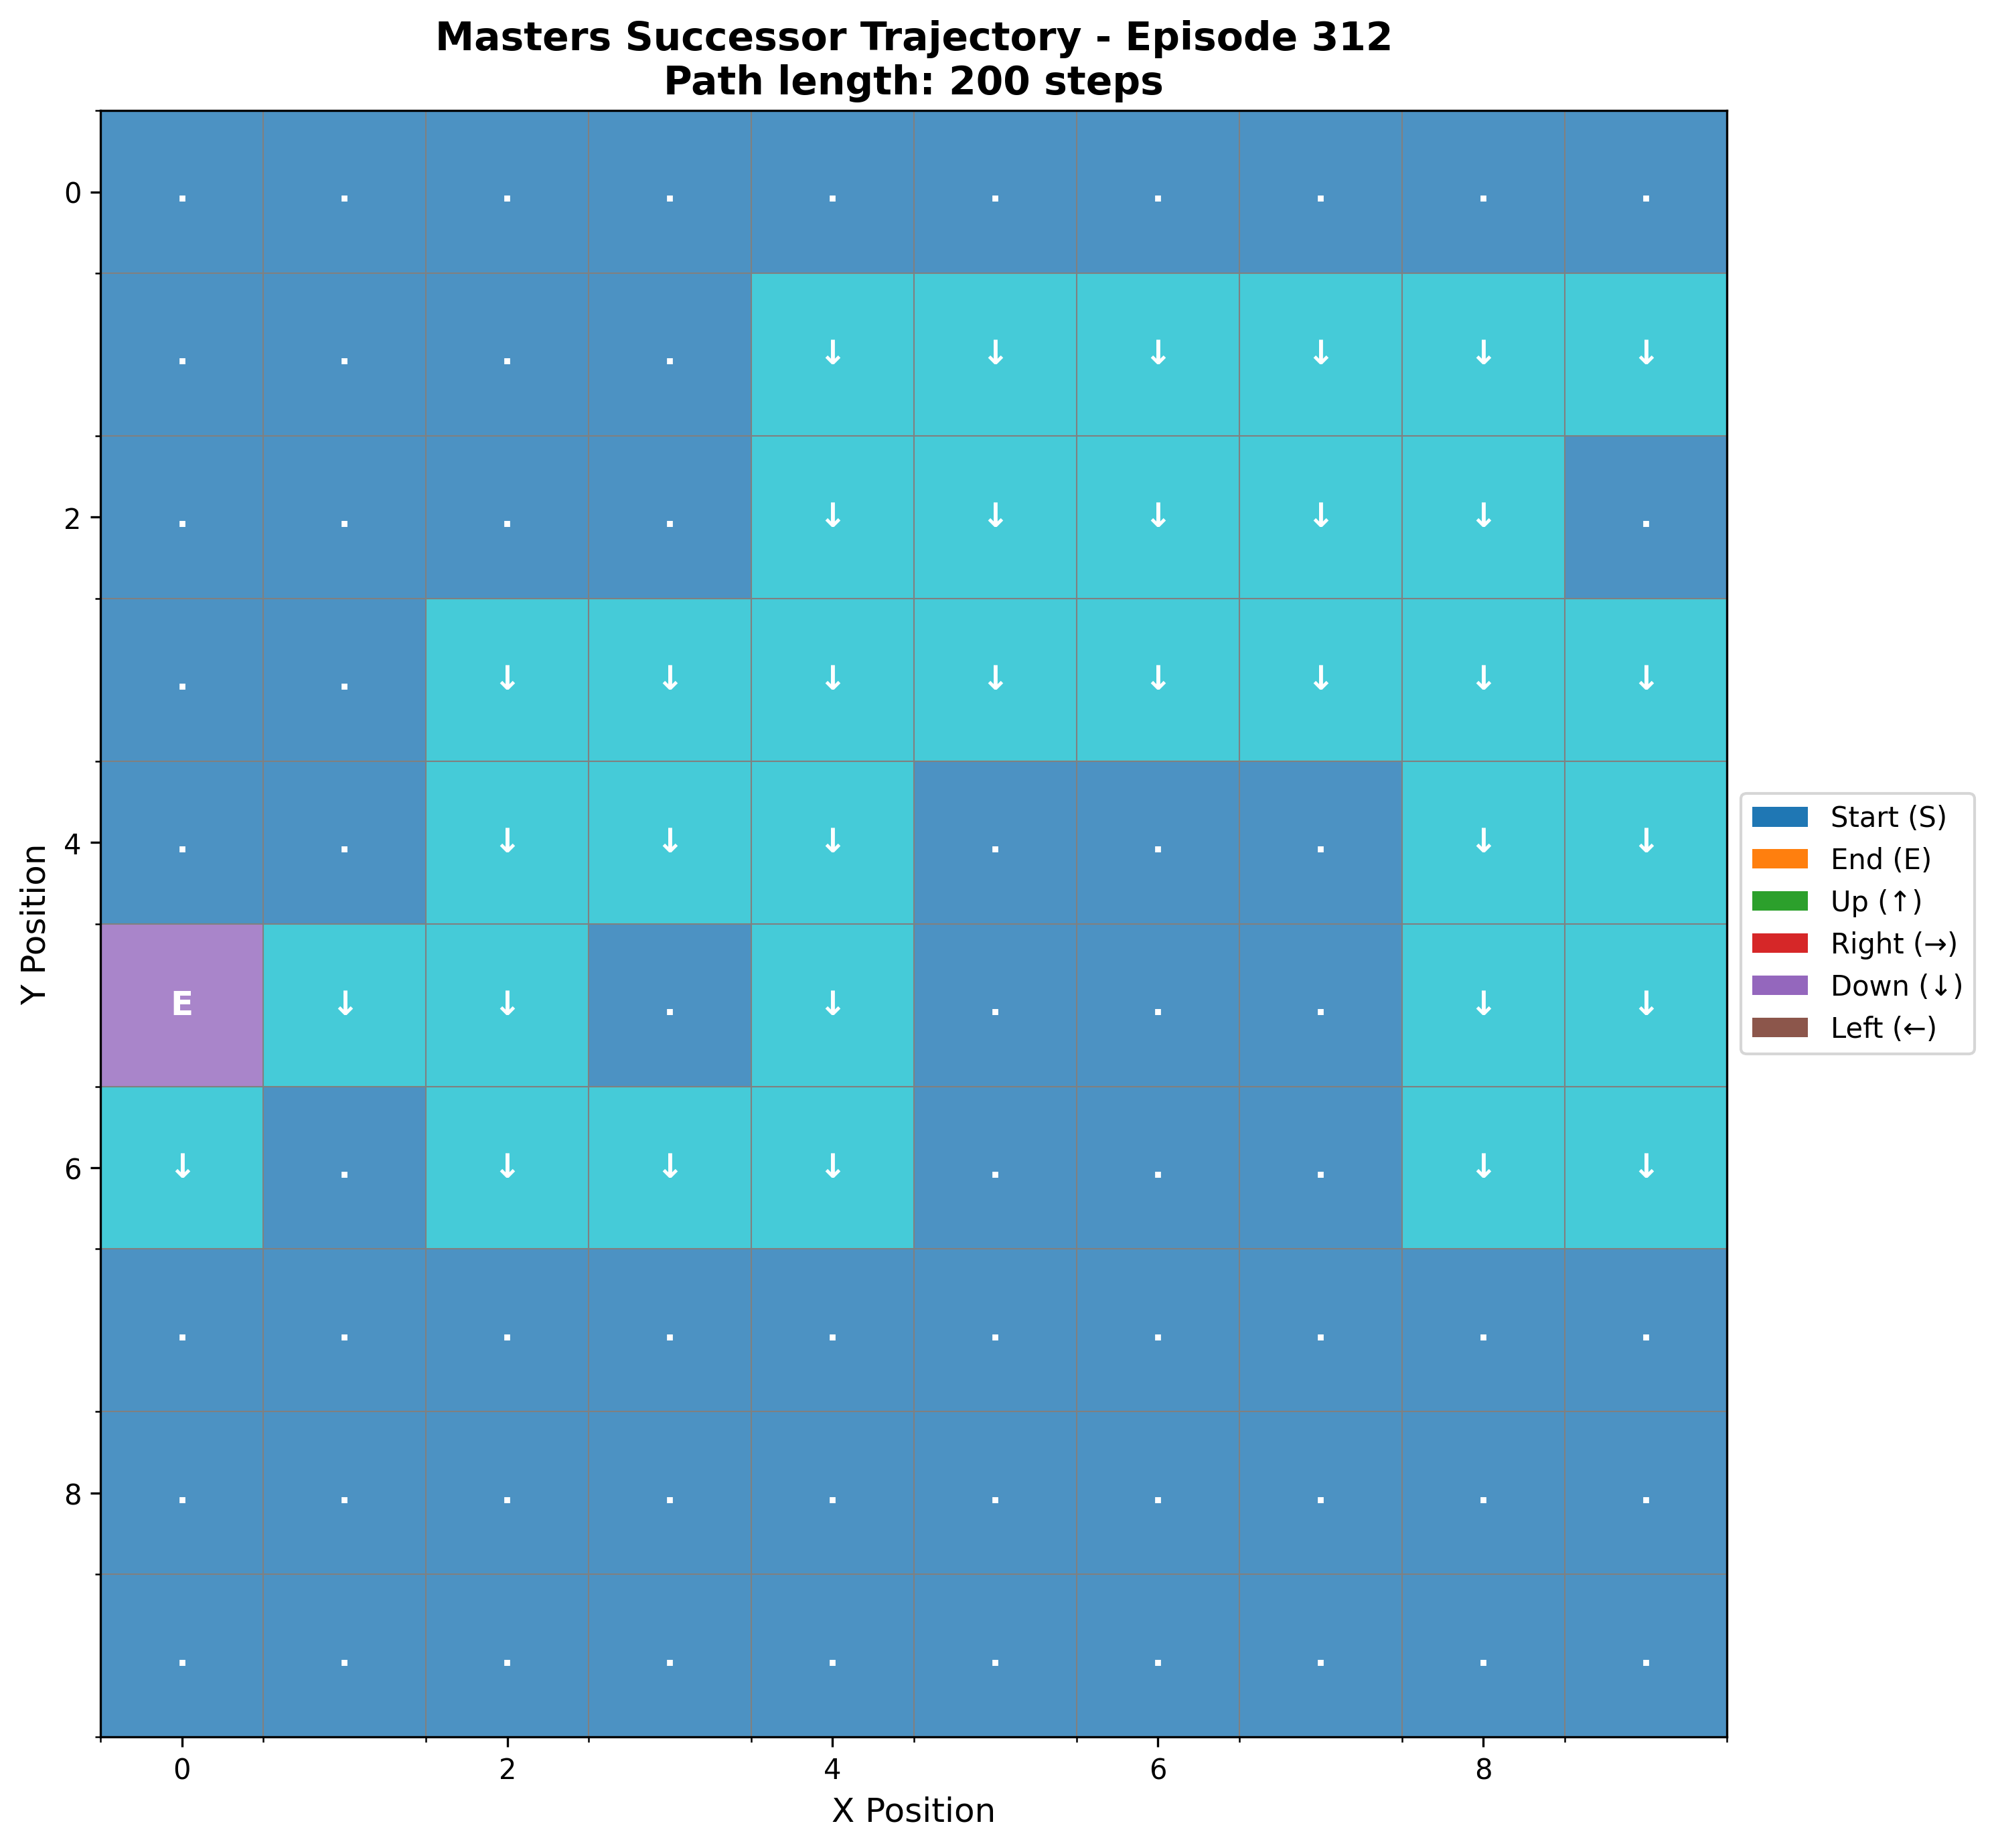 Masters Successor Trajectory - Episode 312
Path length: 200 steps
0 . . . . . . . . . .
. . . . ↓ ↓ ↓ ↓ ↓ ↓
2 . . . . ↓ ↓ ↓ ↓ ↓ .
. . ↓ ↓ ↓ ↓ ↓ ↓ ↓ ↓
4 . . ↓ ↓ ↓ . . . ↓ ↓
E ↓ ↓ . ↓ . . . ↓ ↓
6 ↓ . ↓ ↓ ↓ . . . ↓ ↓
. . . . . . . . . .
8 . . . . . . . . . .
. . . . . . . . . .
0 2 4 6 8
X Position
Y Position
Start (S)
End (E)
Up (↑)
Right (→)
Down (↓)
Left (←)